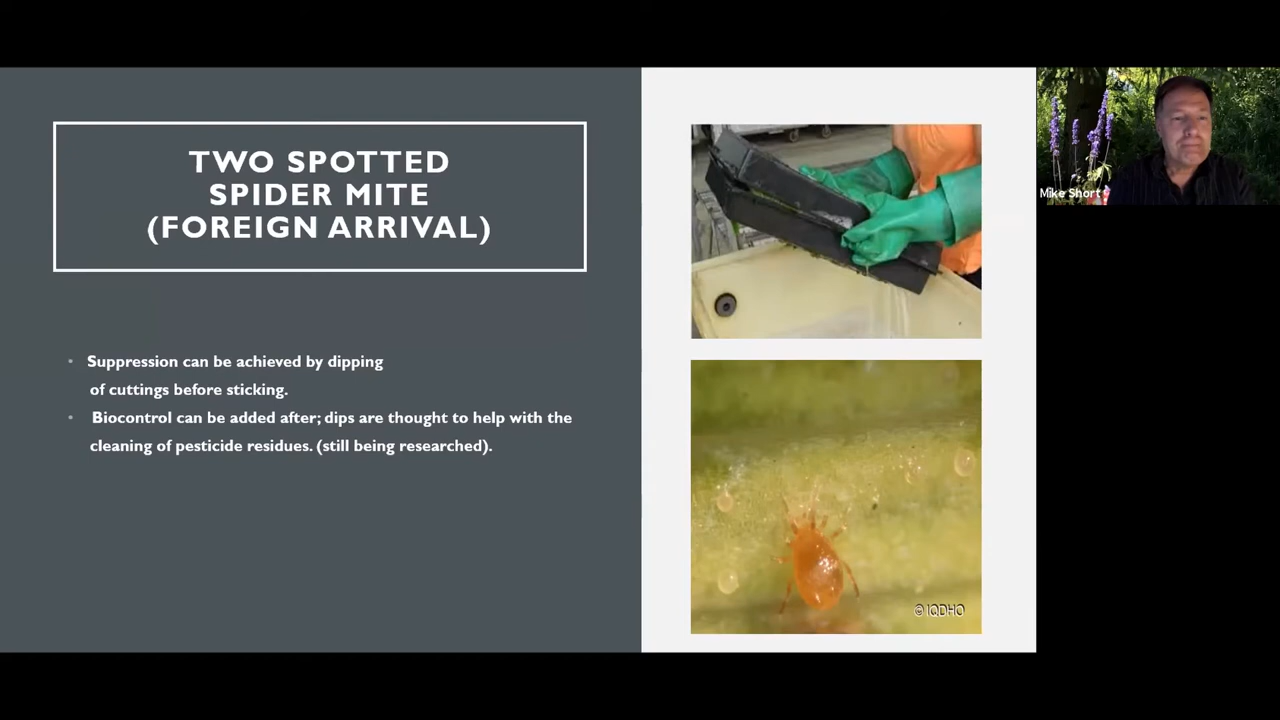 TWO SPOTTED
SPIDER MITE
(FOREIGN ARRIVAL)
• Suppression can be achieved by dipping
of cuttings before sticking.
• Biocontrol can be added after; dips are thought to help with the
cleaning of pesticide residues. (still being researched).
© IQDHO
Mike Short